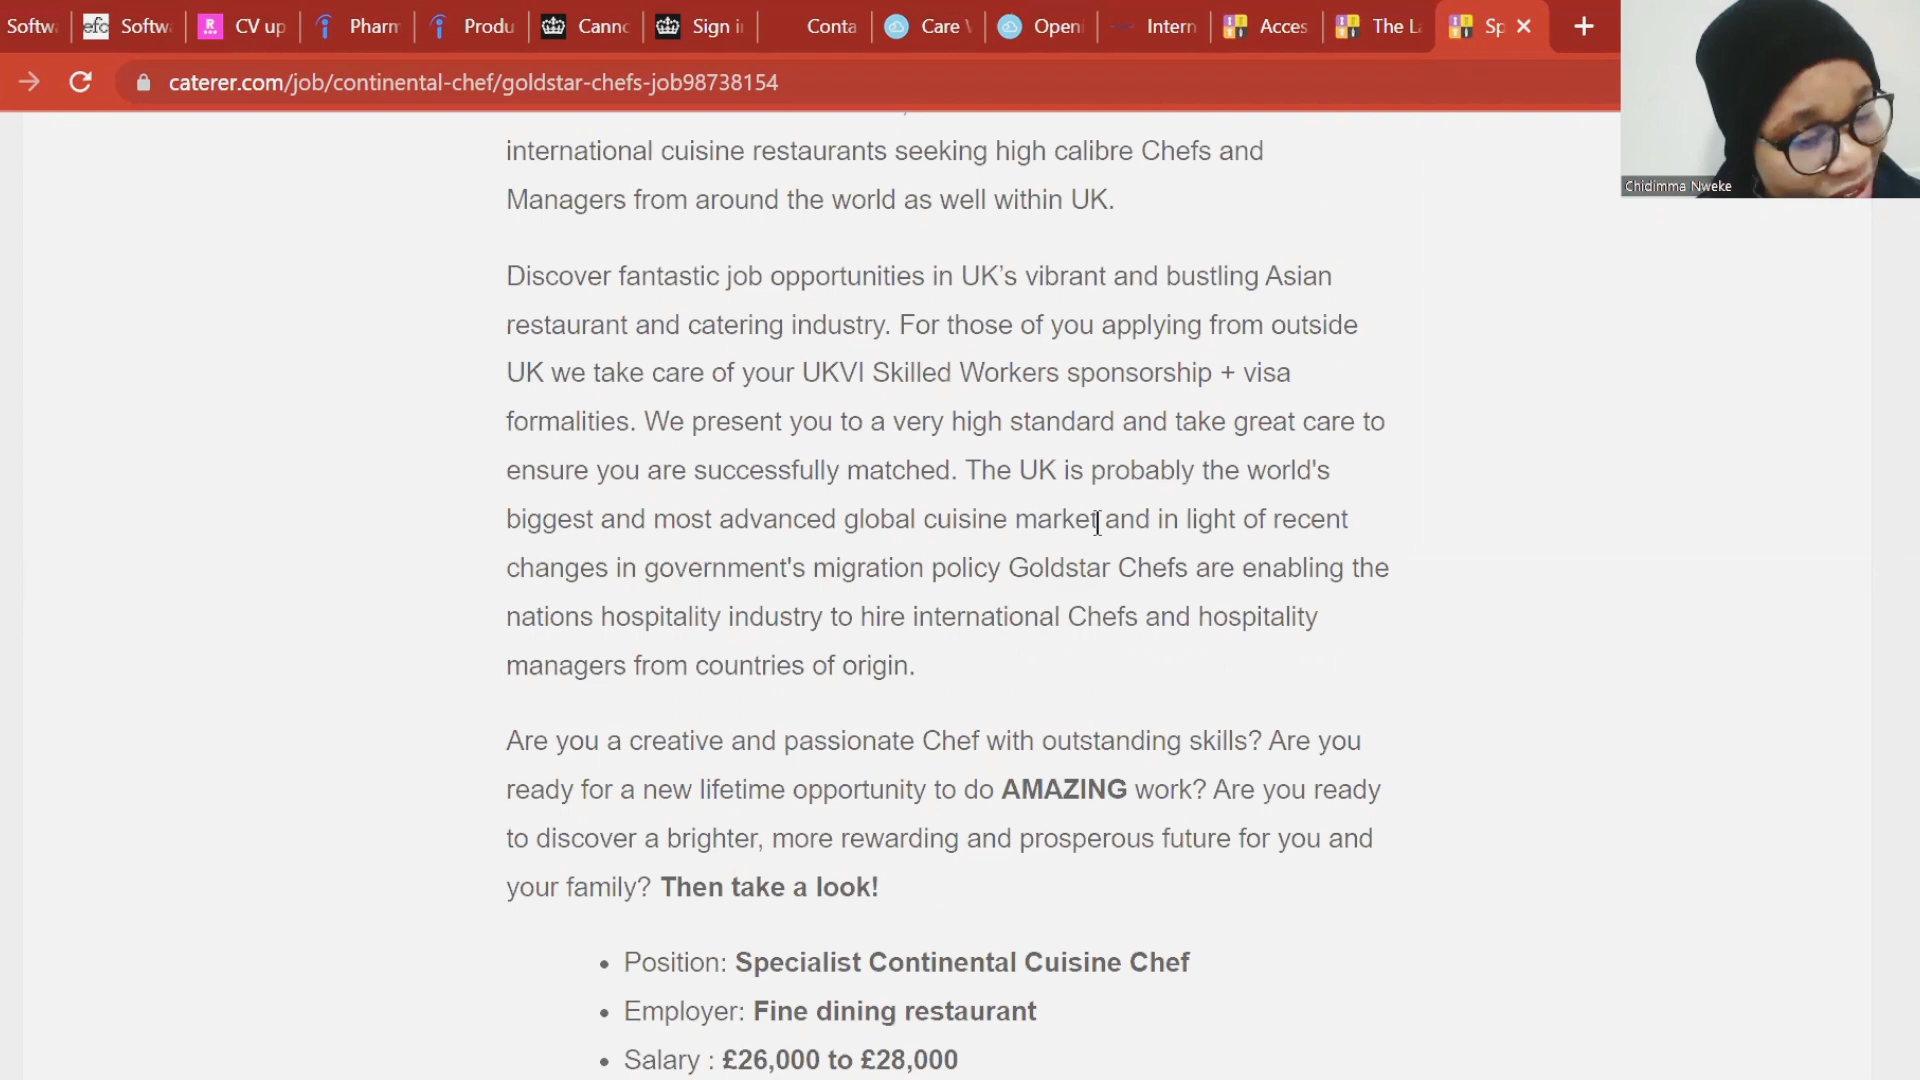 Softw
Softw
CV up
Pharm
Produ
Canno
Sign i
Conta
Care
Openi
Intern
Acces
The L
Sp
caterer.com/job/continental-chef/goldstar-chefs-job98738154
Chidimma Nweke
international cuisine restaurants seeking high calibre Chefs and
Managers from around the world as well within UK.
Discover fantastic job opportunities in UK’s vibrant and bustling Asian
restaurant and catering industry. For those of you applying from outside
UK we take care of your UKVI Skilled Workers sponsorship + visa
formalities. We present you to a very high standard and take great care to
ensure you are successfully matched. The UK is probably the world's
biggest and most advanced global cuisine market and in light of recent
changes in government's migration policy Goldstar Chefs are enabling the
nations hospitality industry to hire international Chefs and hospitality
managers from countries of origin.
Are you a creative and passionate Chef with outstanding skills? Are you
ready for a new lifetime opportunity to do AMAZING work? Are you ready
to discover a brighter, more rewarding and prosperous future for you and
your family? Then take a look!
• Position: Specialist Continental Cuisine Chef
• Employer: Fine dining restaurant
• Salary : £26,000 to £28,000